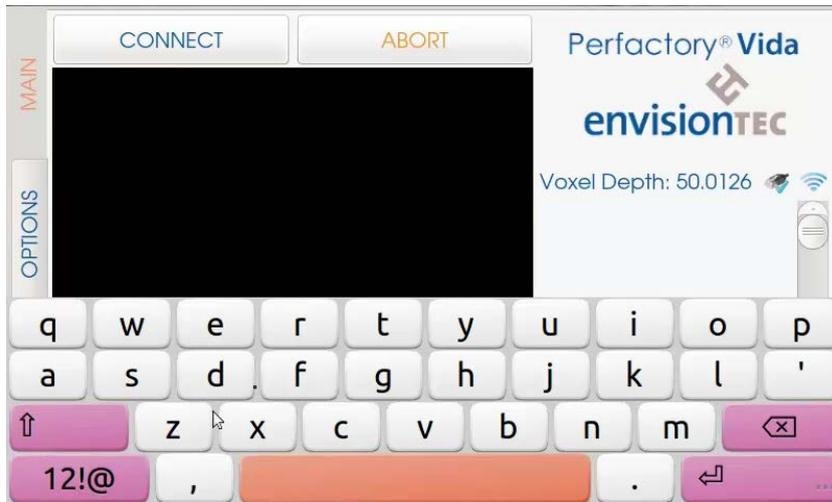 CONNECT ABORT
Perfactory® Vida
envisionTEC
MAIN
Voxel Depth: 50.0126
OPTIONS
q w e r t y u i o p
a s d . f g h j k l '
⇧ z x c v b n m ⌫
12!@ , . ⏎ ...